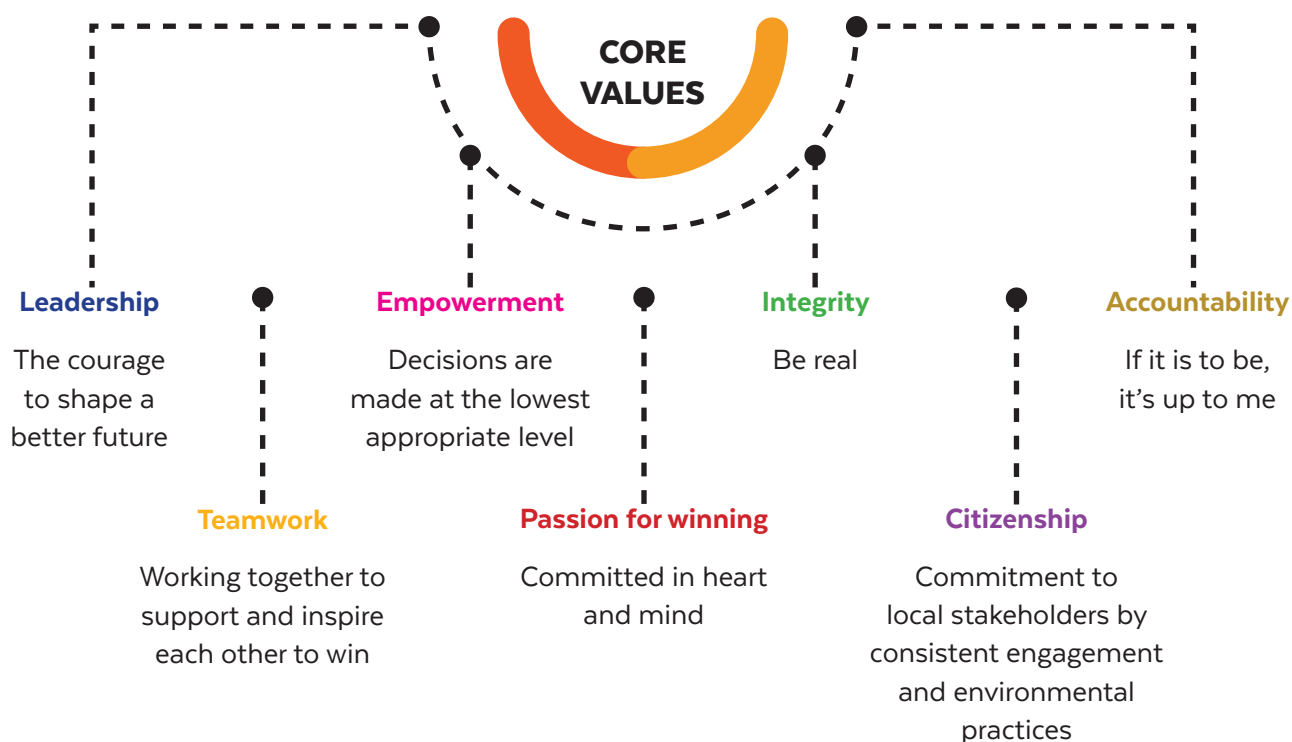 CORE
VALUES
Leadership
The courage
to shape a
better future
Empowerment
Decisions are
made at the lowest
appropriate level
Integrity
Be real
Accountability
If it is to be,
it’s up to me
Teamwork
Working together to
support and inspire
each other to win
Passion for winning
Committed in heart
and mind
Citizenship
Commitment to
local stakeholders by
consistent engagement
and environmental
practices